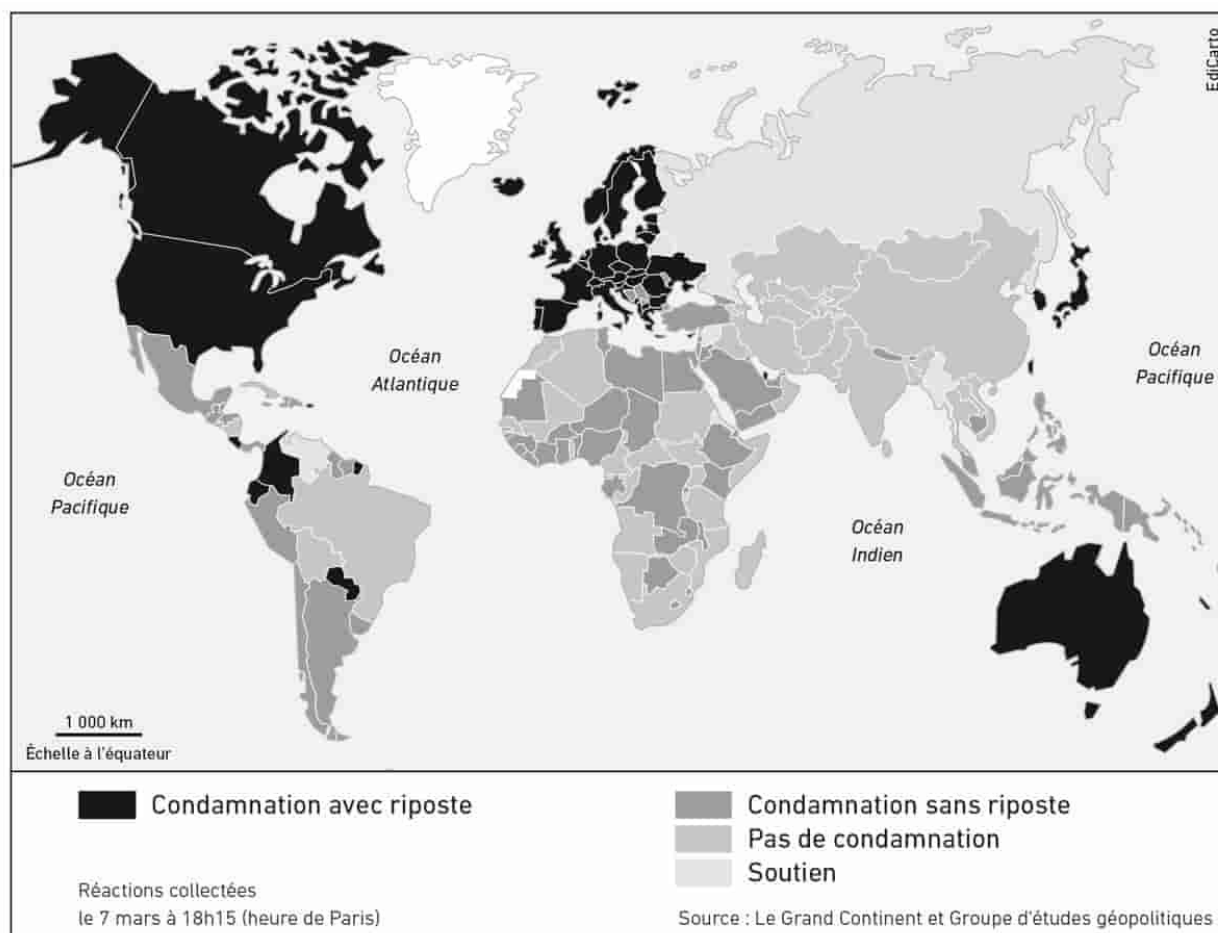 EdiCarto
Océan
Atlantique
Océan
Pacifique
Océan
Pacifique
Océan
Indien
1 000 km
Échelle à l'équateur
Condamnation avec riposte
Condamnation sans riposte
Pas de condamnation
Soutien
Réactions collectées
le 7 mars à 18h15 (heure de Paris)
Source : Le Grand Continent et Groupe d'études géopolitiques